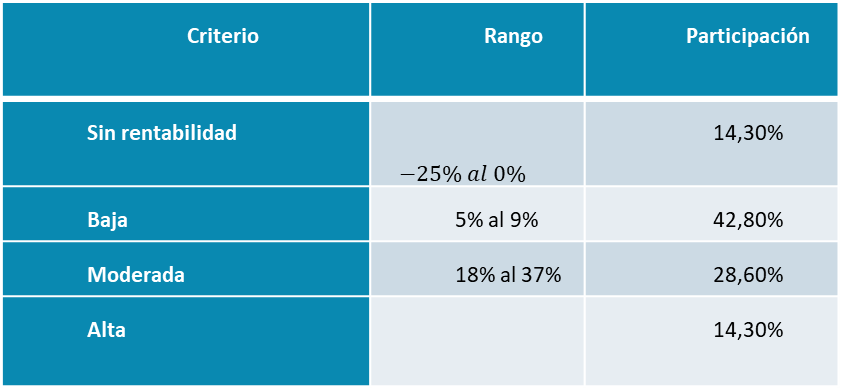 Criterio Rango Participación
Sin rentabilidad −25% al 0% 14,30%
Baja 5% al 9% 42,80%
Moderada 18% al 37% 28,60%
Alta 14,30%